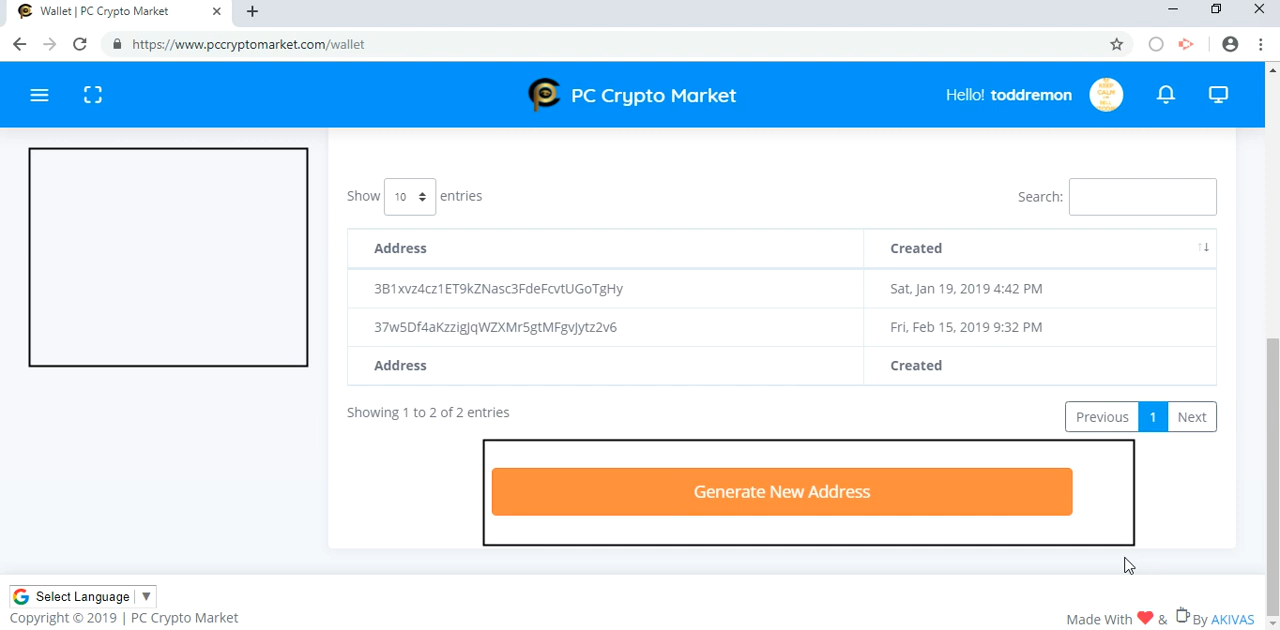 Wallet | PC Crypto Market
https://www.pccryptomarket.com/wallet
PC Crypto Market
Hello! toddremon
Show 10 entries
Search:
Address Created
3B1xvz4cz1ET9kZNasc3FdeFcvtUGoTgHy Sat, Jan 19, 2019 4:42 PM
37w5Df4aKzzigJqWZXMr5gtMFgvJytz2v6 Fri, Feb 15, 2019 9:32 PM
Address Created
Showing 1 to 2 of 2 entries
Previous 1 Next
Generate New Address
Select Language
Copyright © 2019 | PC Crypto Market
Made With ❤ & By AKIVAS